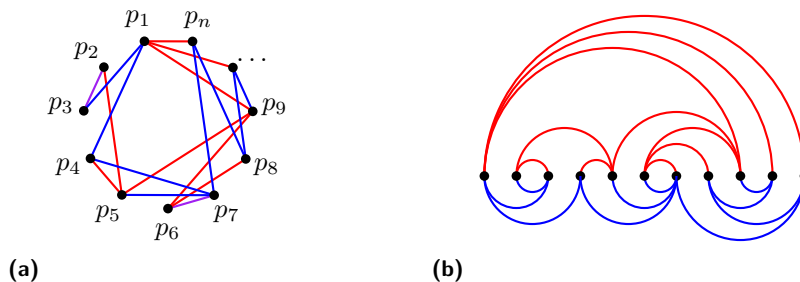 p₁ pₙ
p₂ ...
p₃ p₉
p₄ p₈
p₅ p₇
p₆
(a) (b)